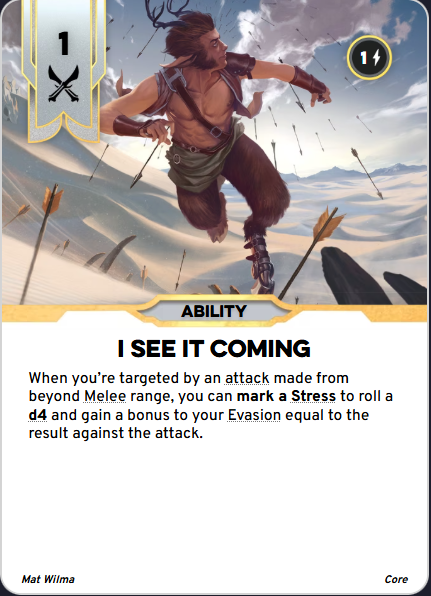 1
1
ABILITY
I SEE IT COMING
When you're targeted by an attack made from
beyond Melee range, you can mark a Stress to roll a
d4 and gain a bonus to your Evasion equal to the
result against the attack.
Mat Wilma
Core